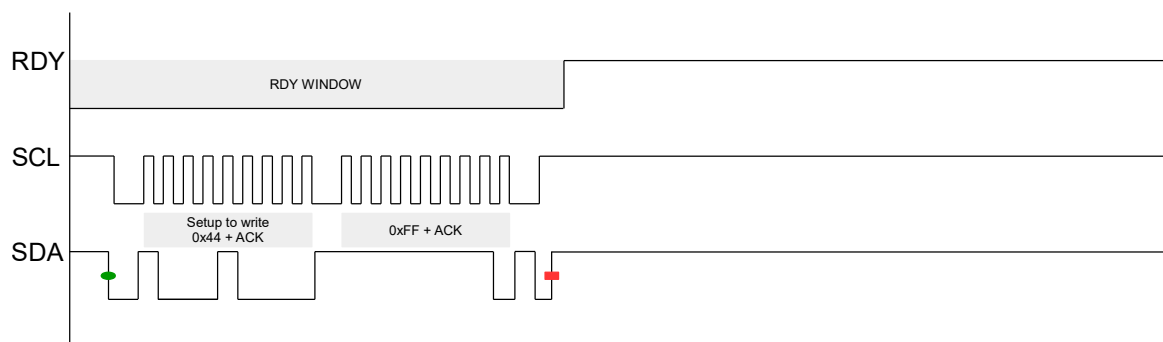 RDY
RDY WINDOW
SCL
Setup to write
0x44 + ACK
0xFF + ACK
SDA